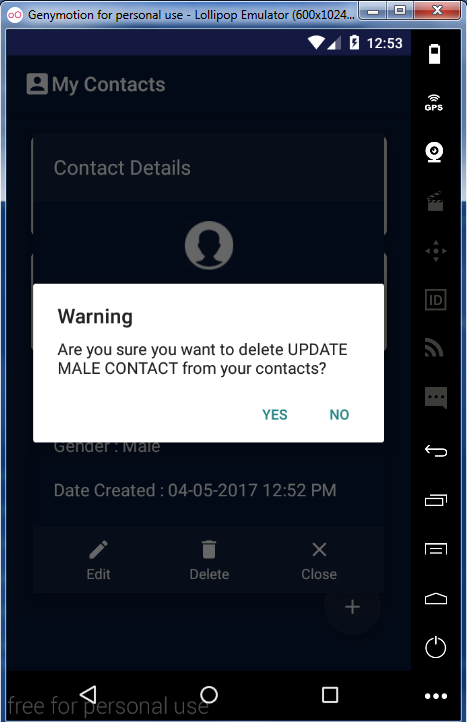 Genymotion for personal use - Lollipop Emulator (600x1024...
12:53
My Contacts
GPS
Contact Details
ID
Warning
Are you sure you want to delete UPDATE
MALE CONTACT from your contacts?
YES NO
Gender : Male
Date Created : 04-05-2017 12:52 PM
Edit Delete Close
free for personal use